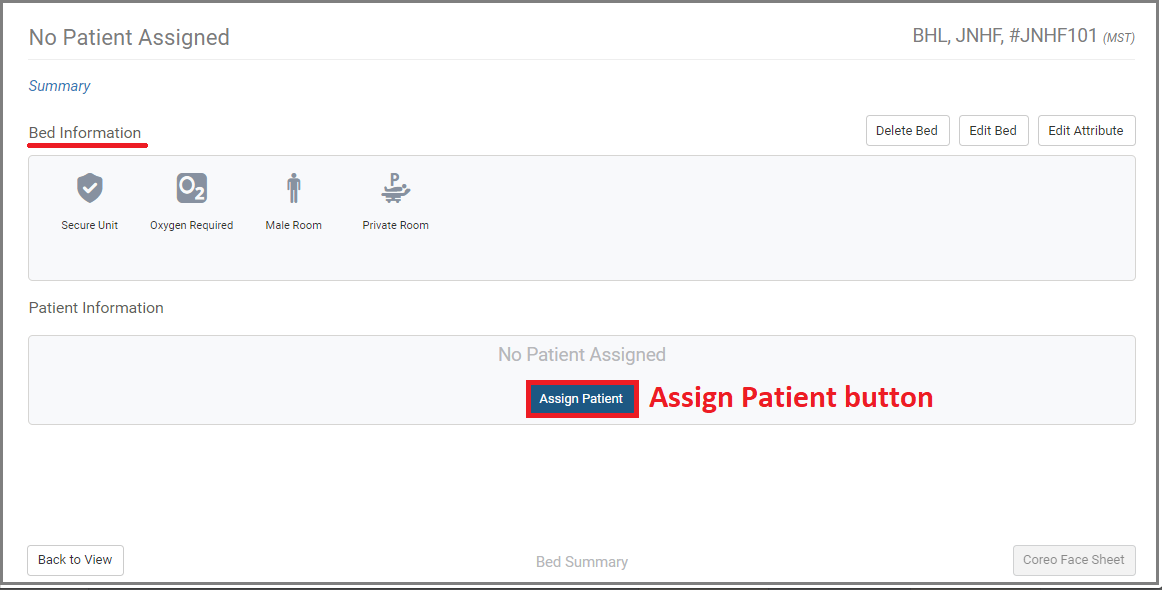 No Patient Assigned
BHL, JNHF, #JNHF101 (MST)
Summary
Bed Information
Delete Bed
Edit Bed
Edit Attribute
O2
P
Secure Unit
Oxygen Required
Male Room
Private Room
Patient Information
No Patient Assigned
Assign Patient
Assign Patient button
Back to View
Bed Summary
Coreo Face Sheet